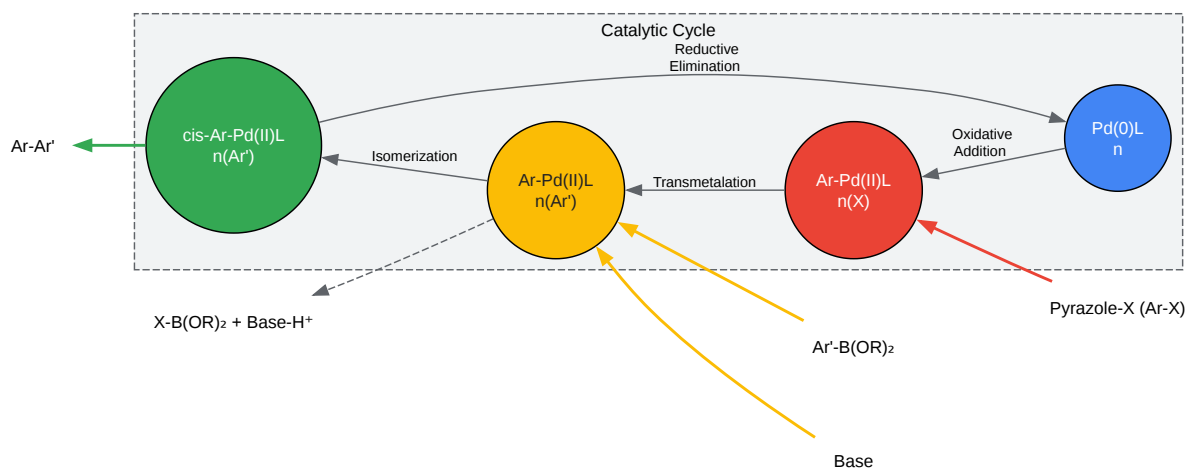 Catalytic Cycle
Reductive
Elimination
cis-Ar-Pd(II)L
n(Ar')
Ar-Ar'
Isomerization
Ar-Pd(II)L
n(Ar')
Transmetalation
Ar-Pd(II)L
n(X)
Oxidative
Addition
Pd(0)L
n
X-B(OR)₂ + Base-H⁺
Ar'-B(OR)₂
Pyrazole-X (Ar-X)
Base